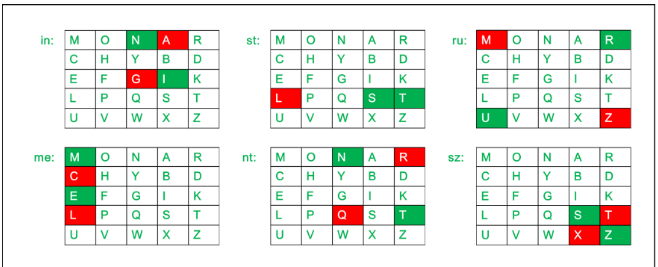 in: M O N A R st: M O N A R ru: M O N A R
C H Y B D C H Y B D C H Y B D
E F G I K E F G I K E F G I K
L P Q S T L P Q S T L P Q S T
U V W X Z U V W X Z U V W X Z
me: M O N A R nt: M O N A R sz: M O N A R
C H Y B D C H Y B D C H Y B D
E F G I K E F G I K E F G I K
L P Q S T L P Q S T L P Q S T
U V W X Z U V W X Z U V W X Z